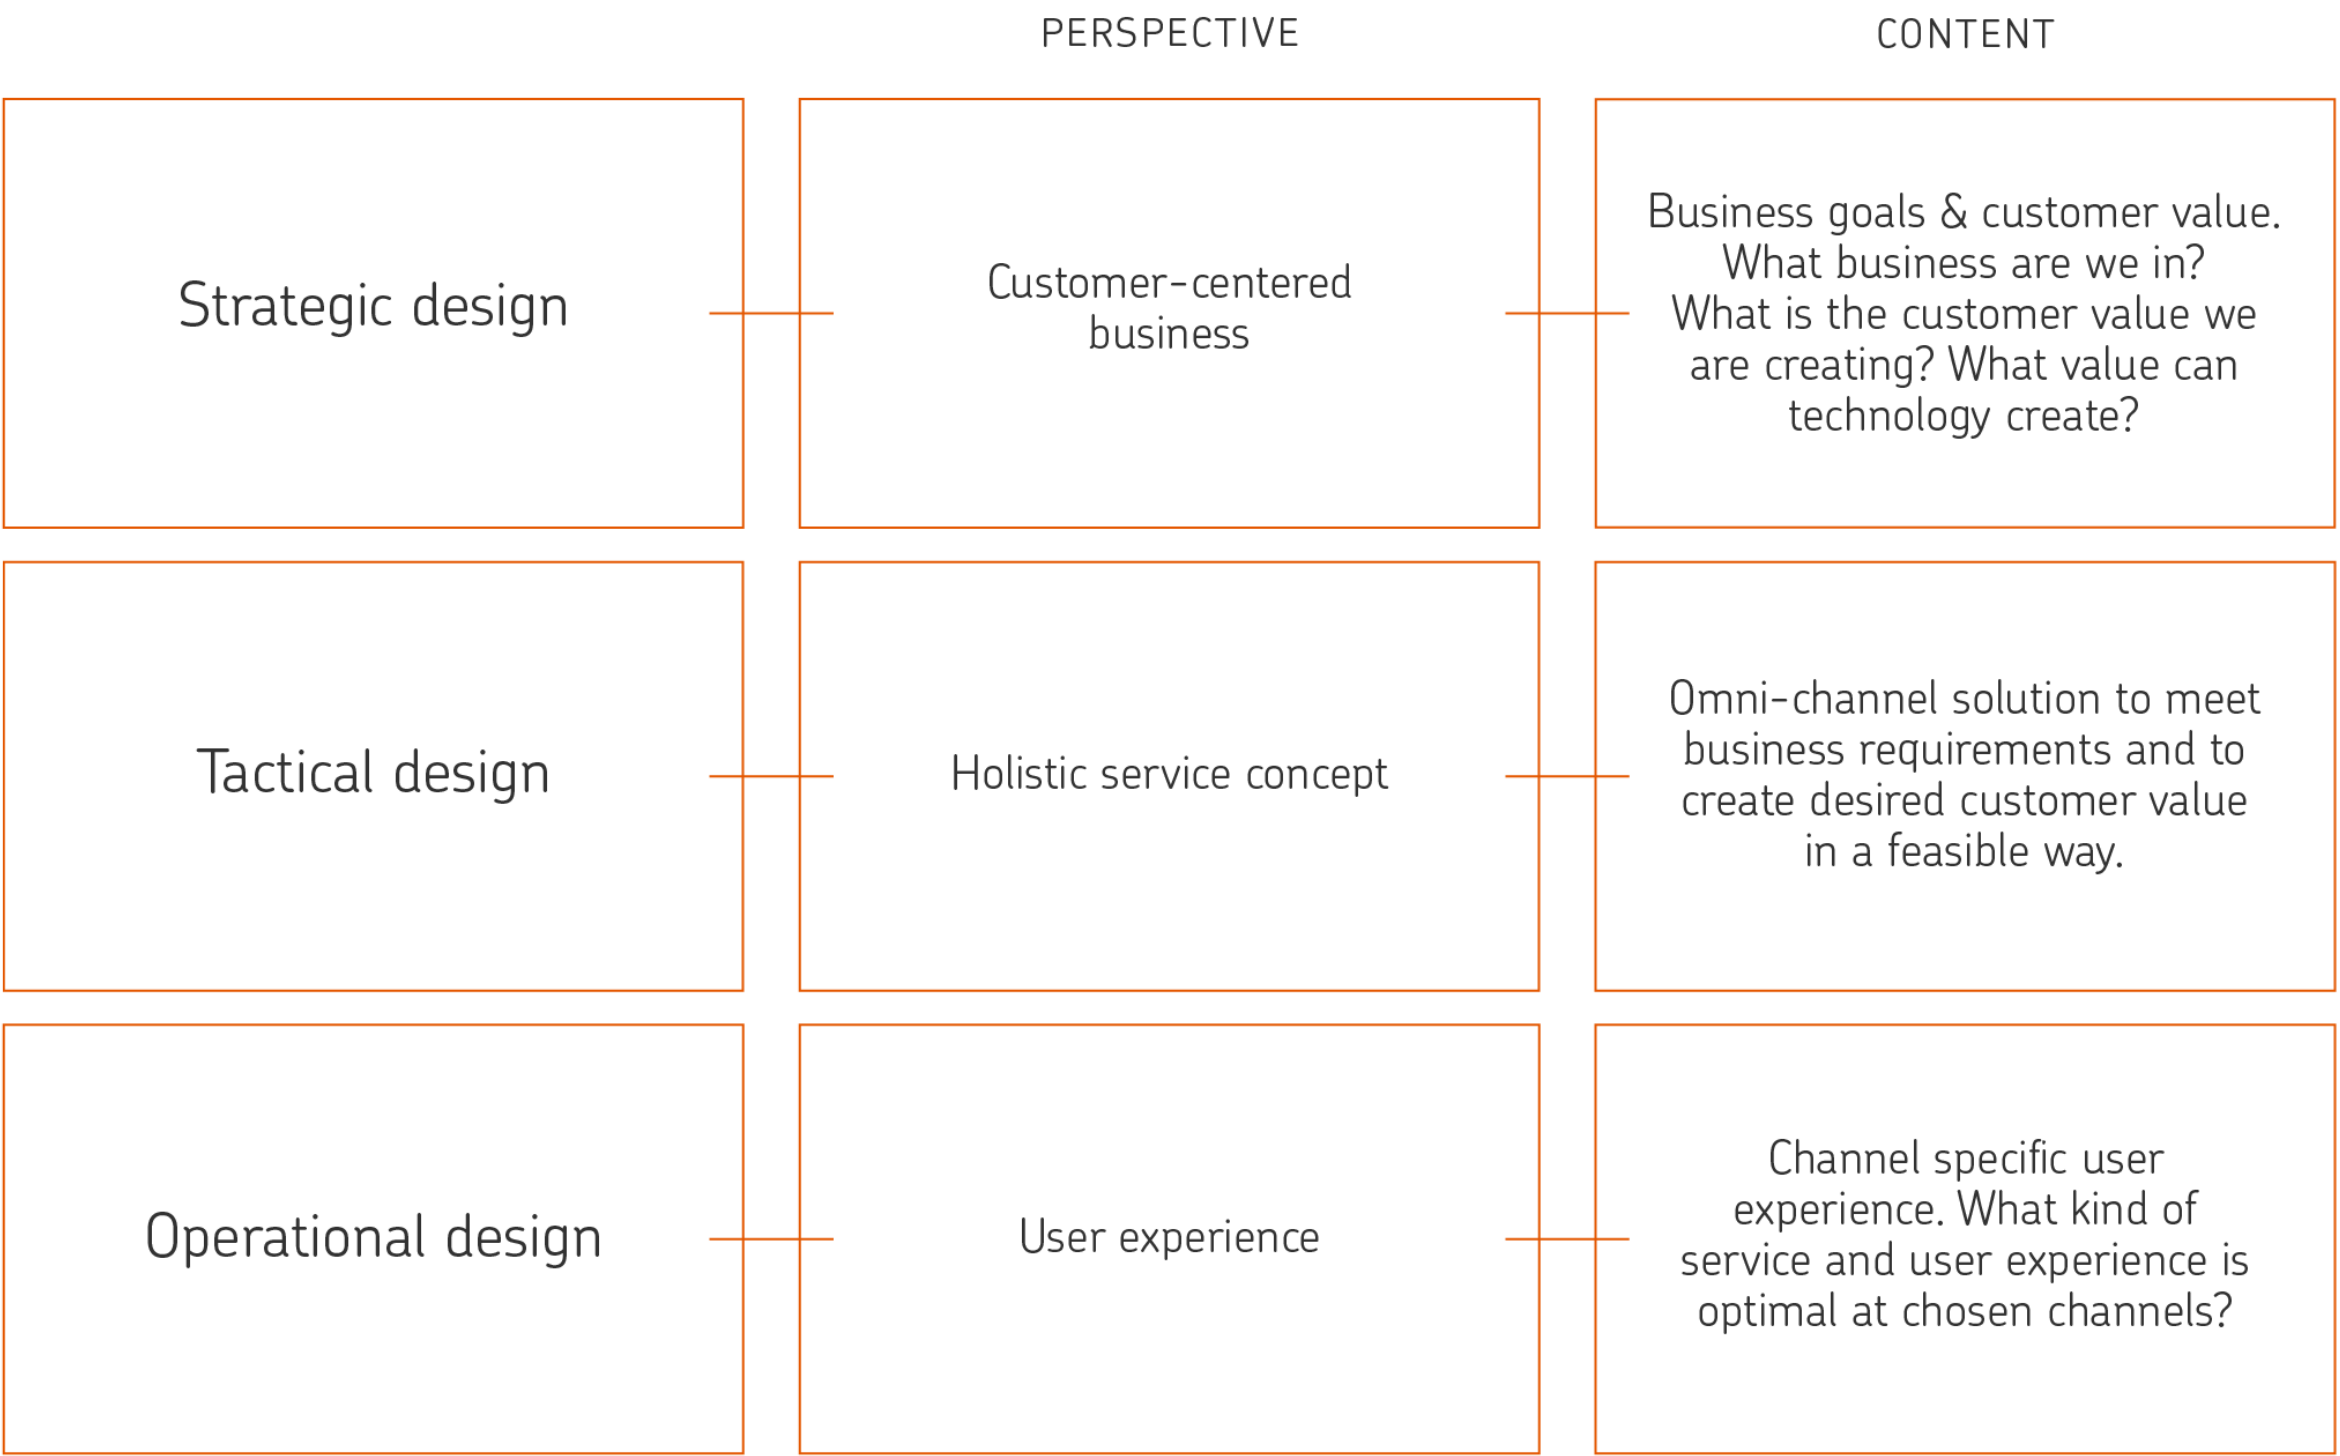 PERSPECTIVE
CONTENT
Strategic design
Customer-centered
business
Business goals & customer value.
What business are we in?
What is the customer value we
are creating? What value can
technology create?
Tactical design
Holistic service concept
Omni-channel solution to meet
business requirements and to
create desired customer value
in a feasible way.
Operational design
User experience
Channel specific user
experience. What kind of
service and user experience is
optimal at chosen channels?